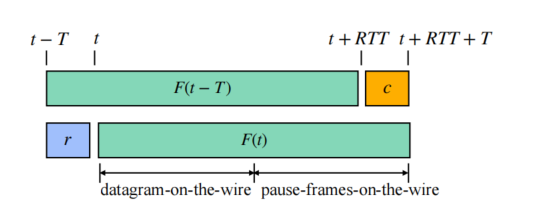 t − T t t + RTT t + RTT + T
F(t − T) c
r F(t)
datagram-on-the-wire pause-frames-on-the-wire